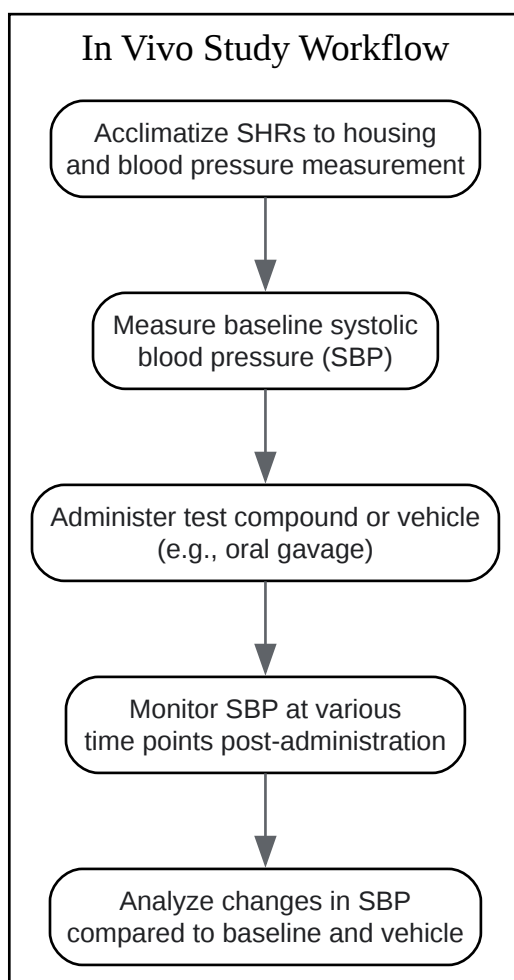 In Vivo Study Workflow
Acclimatize SHRs to housing
and blood pressure measurement
Measure baseline systolic
blood pressure (SBP)
Administer test compound or vehicle
(e.g., oral gavage)
Monitor SBP at various
time points post-administration
Analyze changes in SBP
compared to baseline and vehicle